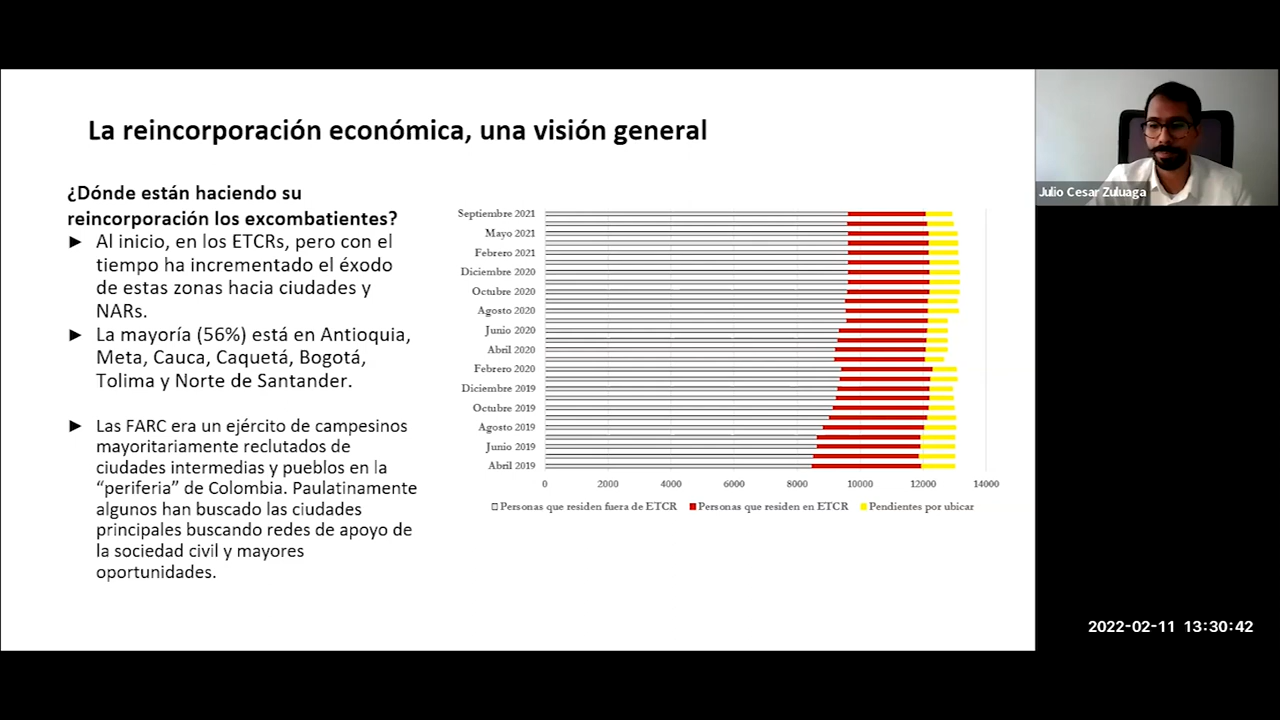 La reincorporación económica, una visión general
¿Dónde están haciendo su
reincorporación los excombatientes?
► Al inicio, en los ETCRs, pero con el
tiempo ha incrementado el éxodo
de estas zonas hacia ciudades y
NARs.
► La mayoría (56%) está en Antioquia,
Meta, Cauca, Caquetá, Bogotá,
Tolima y Norte de Santander.
► Las FARC era un ejército de campesinos
mayoritariamente reclutados de
ciudades intermedias y pueblos en la
“periferia” de Colombia. Paulatinamente
algunos han buscado las ciudades
principales buscando redes de apoyo de
la sociedad civil y mayores
oportunidades.
Septiembre 2021
Mayo 2021
Febrero 2021
Diciembre 2020
Octubre 2020
Agosto 2020
Junio 2020
Abril 2020
Febrero 2020
Diciembre 2019
Octubre 2019
Agosto 2019
Junio 2019
Abril 2019
0 2000 4000 6000 8000 10000 12000 14000
Personas que residen fuera de ETCR Personas que residen en ETCR Pendientes por ubicar
Julio Cesar Zuluaga
2022-02-11 13:30:42